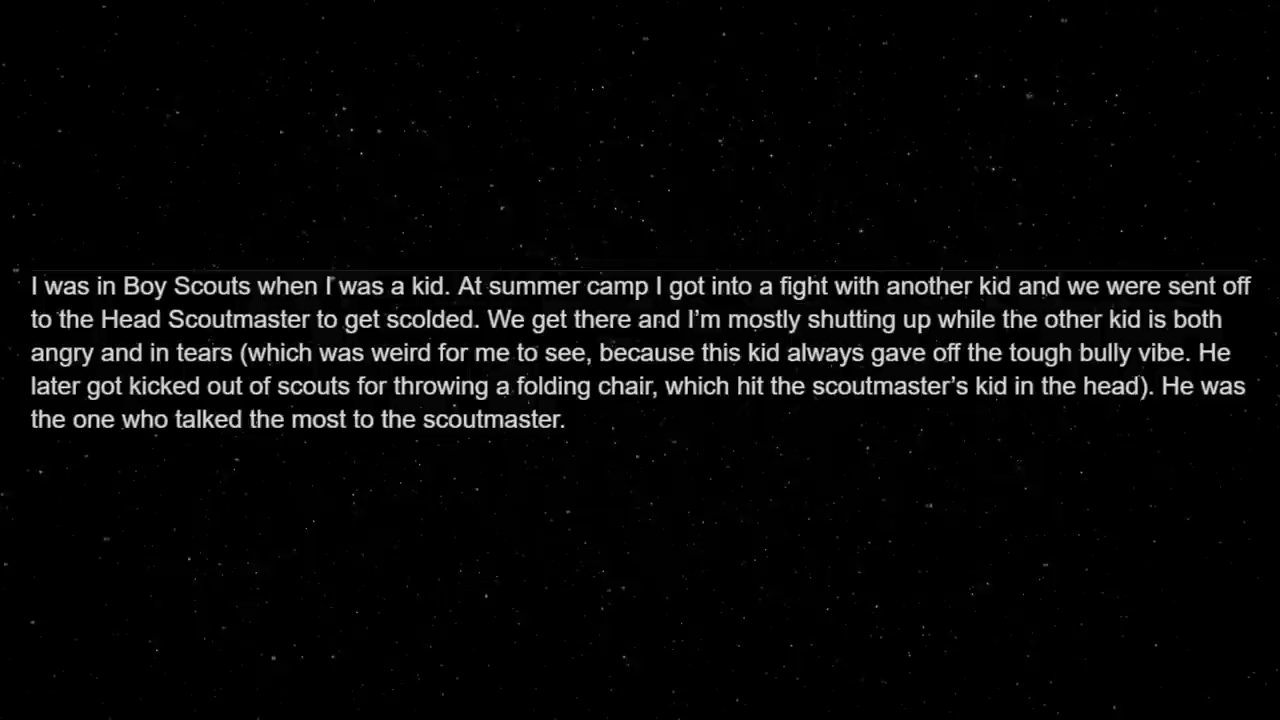 I was in Boy Scouts when I was a kid. At summer camp I got into a fight with another kid and we were sent off
to the Head Scoutmaster to get scolded. We get there and I’m mostly shutting up while the other kid is both
angry and in tears (which was weird for me to see, because this kid always gave off the tough bully vibe. He
later got kicked out of scouts for throwing a folding chair, which hit the scoutmaster’s kid in the head). He was
the one who talked the most to the scoutmaster.